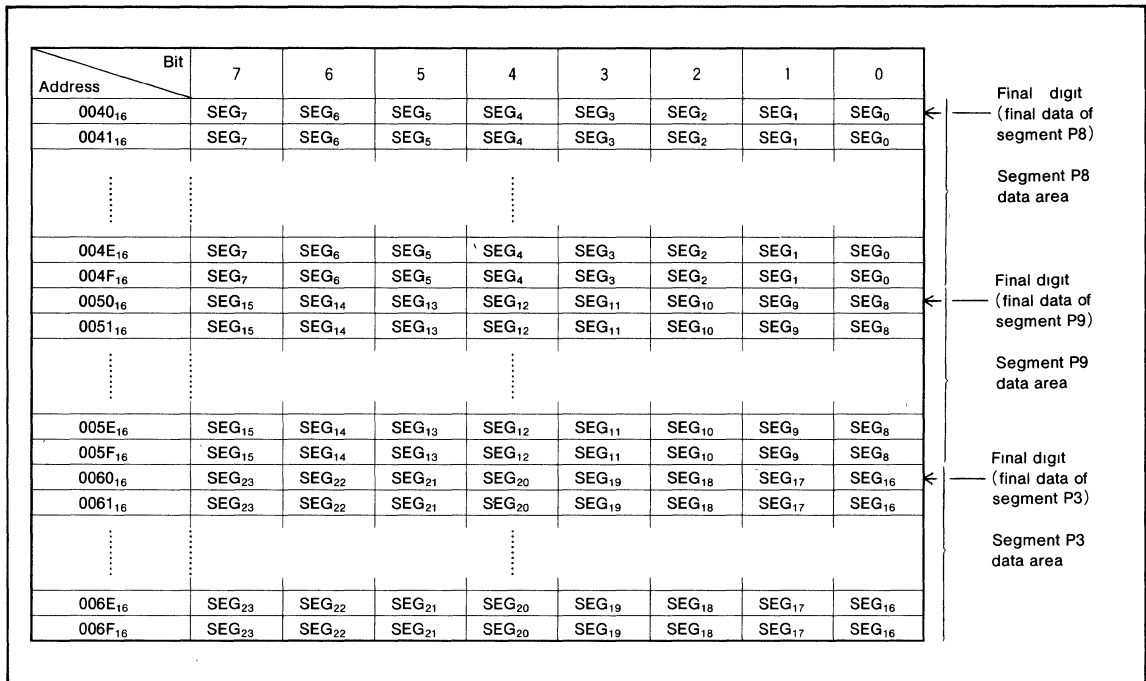 Bit
Address 7 6 5 4 3 2 1 0
0040₁₆ SEG₇ SEG₆ SEG₅ SEG₄ SEG₃ SEG₂ SEG₁ SEG₀
0041₁₆ SEG₇ SEG₆ SEG₅ SEG₄ SEG₃ SEG₂ SEG₁ SEG₀
004E₁₆ SEG₇ SEG₆ SEG₅ SEG₄ SEG₃ SEG₂ SEG₁ SEG₀
004F₁₆ SEG₇ SEG₆ SEG₅ SEG₄ SEG₃ SEG₂ SEG₁ SEG₀
0050₁₆ SEG₁₅ SEG₁₄ SEG₁₃ SEG₁₂ SEG₁₁ SEG₁₀ SEG₉ SEG₈
0051₁₆ SEG₁₅ SEG₁₄ SEG₁₃ SEG₁₂ SEG₁₁ SEG₁₀ SEG₉ SEG₈
005E₁₆ SEG₁₅ SEG₁₄ SEG₁₃ SEG₁₂ SEG₁₁ SEG₁₀ SEG₉ SEG₈
005F₁₆ SEG₁₅ SEG₁₄ SEG₁₃ SEG₁₂ SEG₁₁ SEG₁₀ SEG₉ SEG₈
0060₁₆ SEG₂₃ SEG₂₂ SEG₂₁ SEG₂₀ SEG₁₉ SEG₁₈ SEG₁₇ SEG₁₆
0061₁₆ SEG₂₃ SEG₂₂ SEG₂₁ SEG₂₀ SEG₁₉ SEG₁₈ SEG₁₇ SEG₁₆
006E₁₆ SEG₂₃ SEG₂₂ SEG₂₁ SEG₂₀ SEG₁₉ SEG₁₈ SEG₁₇ SEG₁₆
006F₁₆ SEG₂₃ SEG₂₂ SEG₂₁ SEG₂₀ SEG₁₉ SEG₁₈ SEG₁₇ SEG₁₆
Final digit
(final data of
segment P8)
Segment P8
data area
Final digit
(final data of
segment P9)
Segment P9
data area
Final digit
(final data of
segment P3)
Segment P3
data area